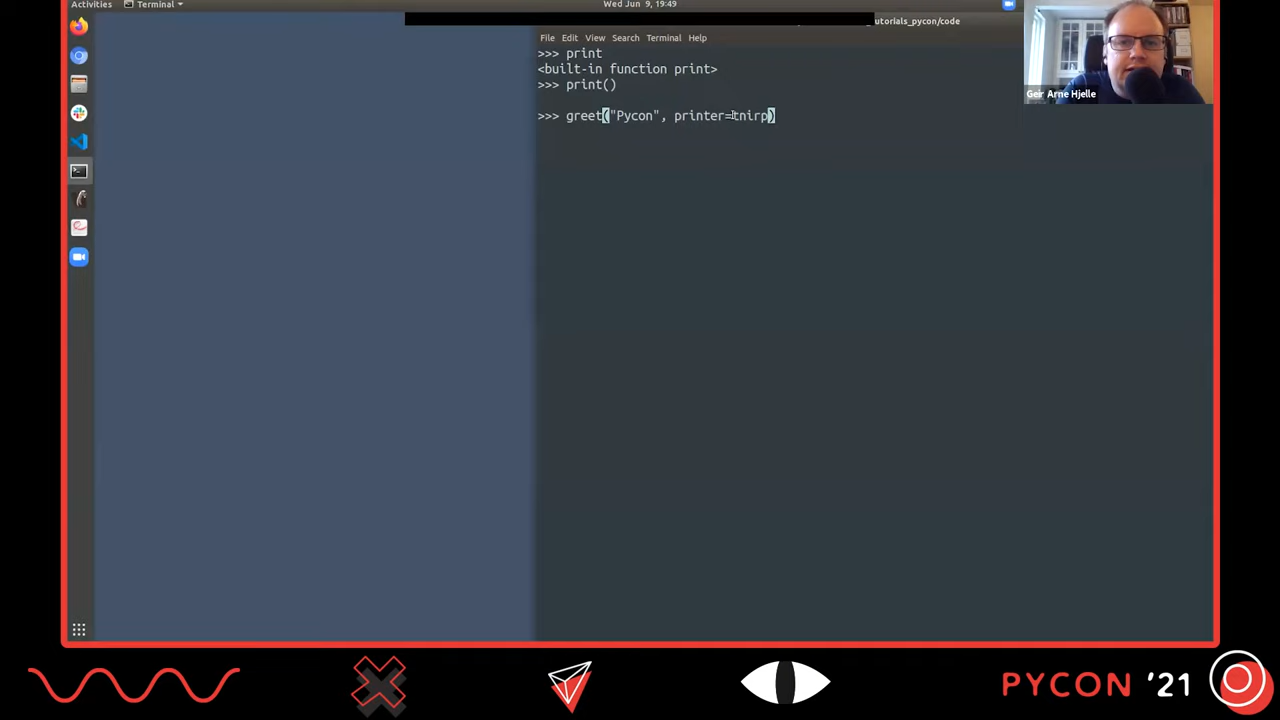 Activities
Terminal
Wed Jun 9, 19:49
utorials_pycon/code
File Edit View Search Terminal Help
>>> print
<built-in function print>
>>> print()
>>> greet("Pycon", printer=tnirp)
Geir Arne Hjelle
PYCON '21